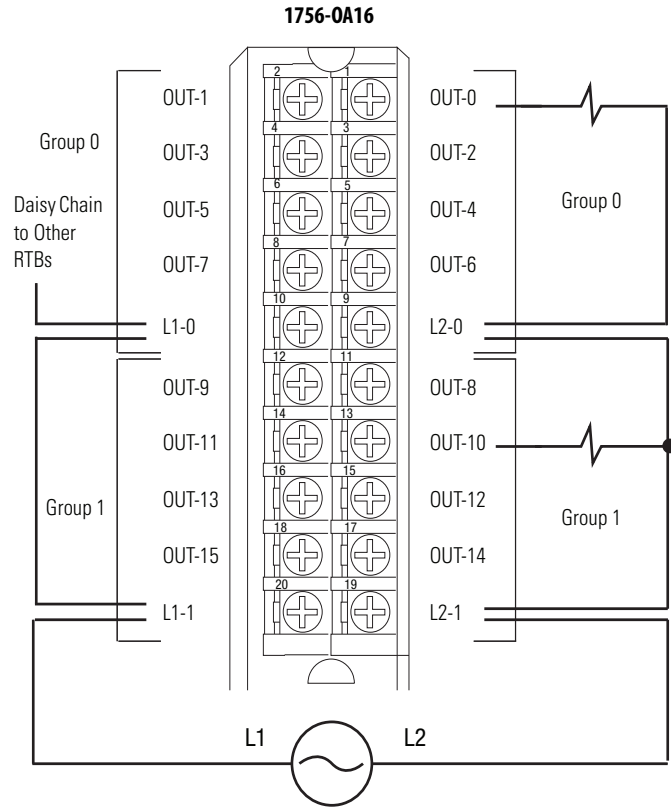 1756-OA16
2 1
OUT-1 OUT-0
4 3
Group 0 OUT-3 OUT-2
6 5
Daisy Chain
to Other
RTBs
OUT-5 OUT-4 Group 0
8 7
OUT-7 OUT-6
10 9
L1-0 L2-0
12 11
OUT-9 OUT-8
14 13
OUT-11 OUT-10
16 15
Group 1 OUT-13 OUT-12 Group 1
18 17
OUT-15 OUT-14
20 19
L1-1 L2-1
L1 L2